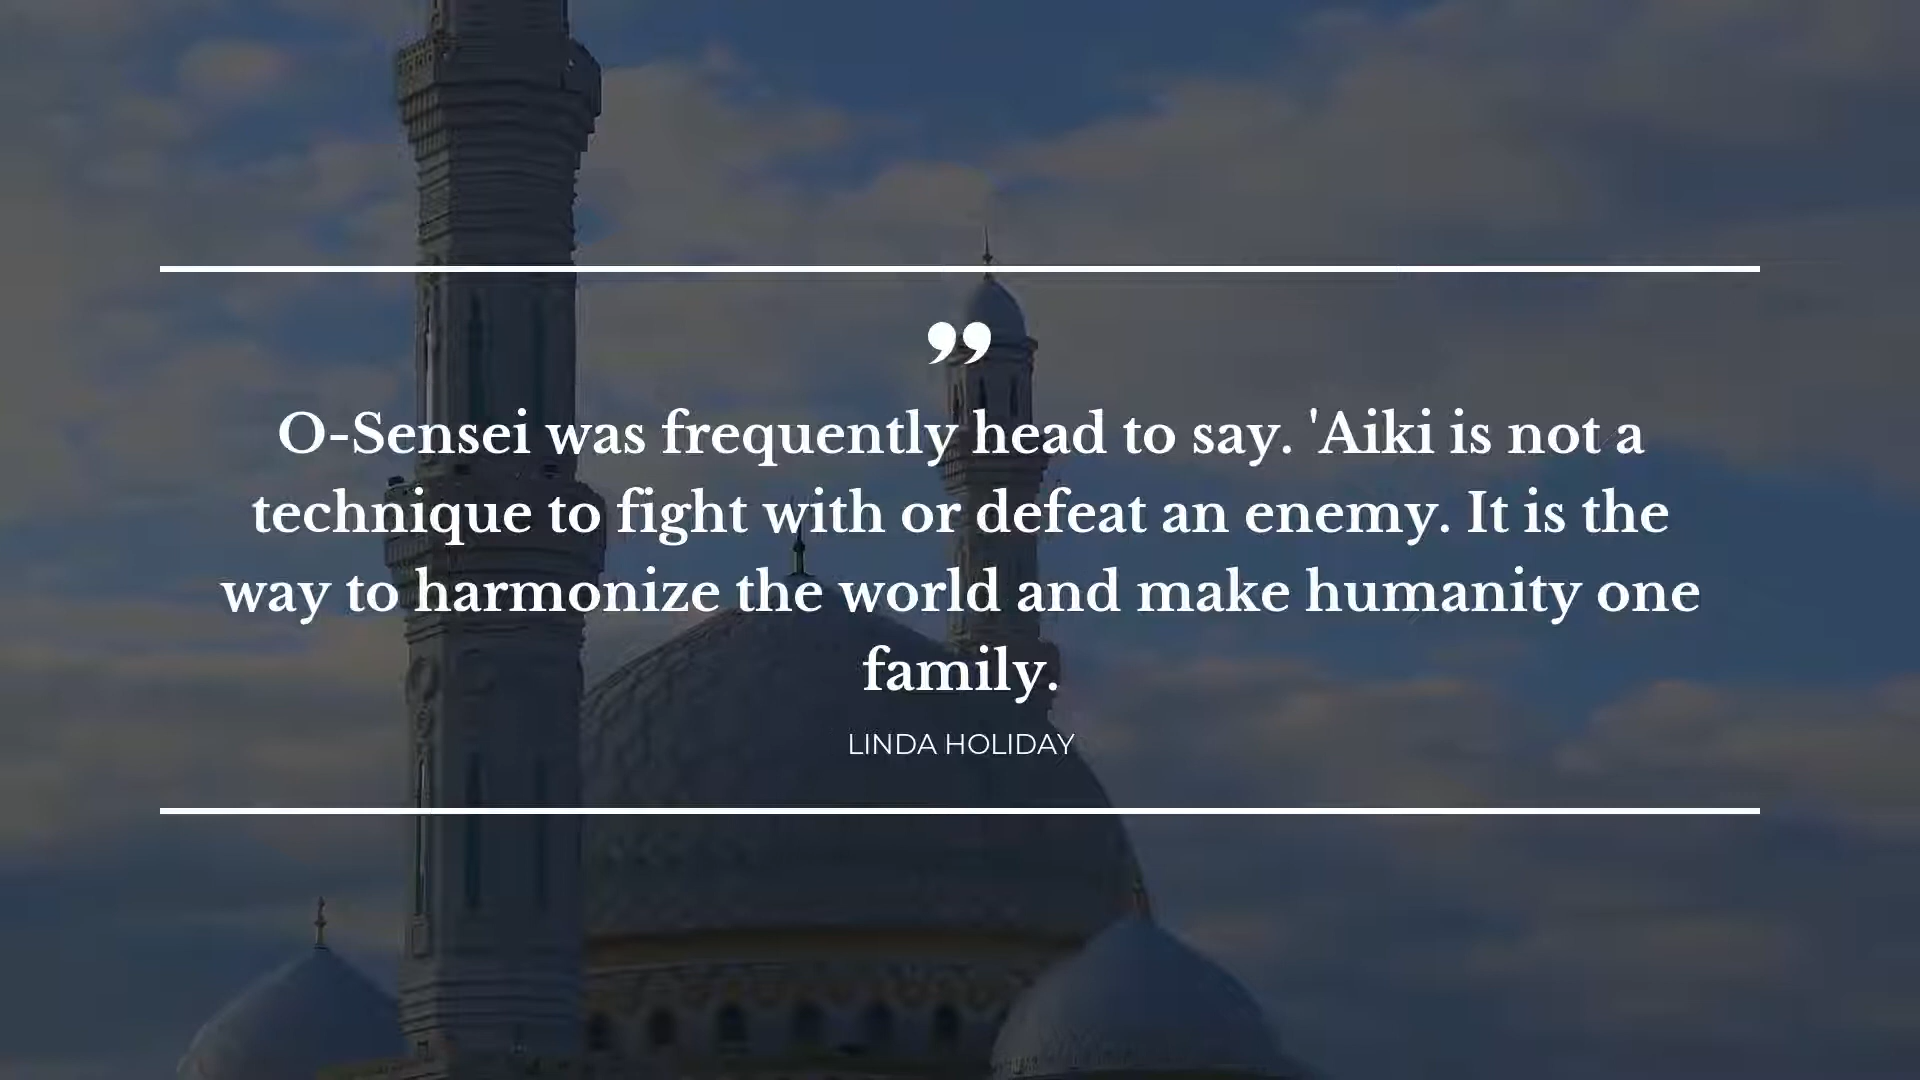 ”
O-Sensei was frequently head to say. 'Aiki is not a
technique to fight with or defeat an enemy. It is the
way to harmonize the world and make humanity one
family.
LINDA HOLIDAY